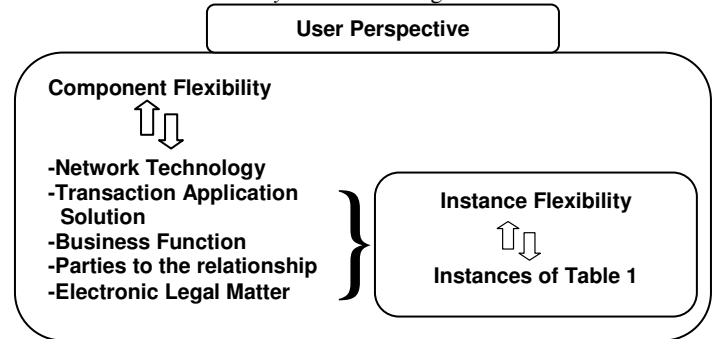 User Perspective
Component Flexibility
-Network Technology
-Transaction Application
Solution
-Business Function
-Parties to the relationship
-Electronic Legal Matter
}
Instance Flexibility
Instances of Table 1